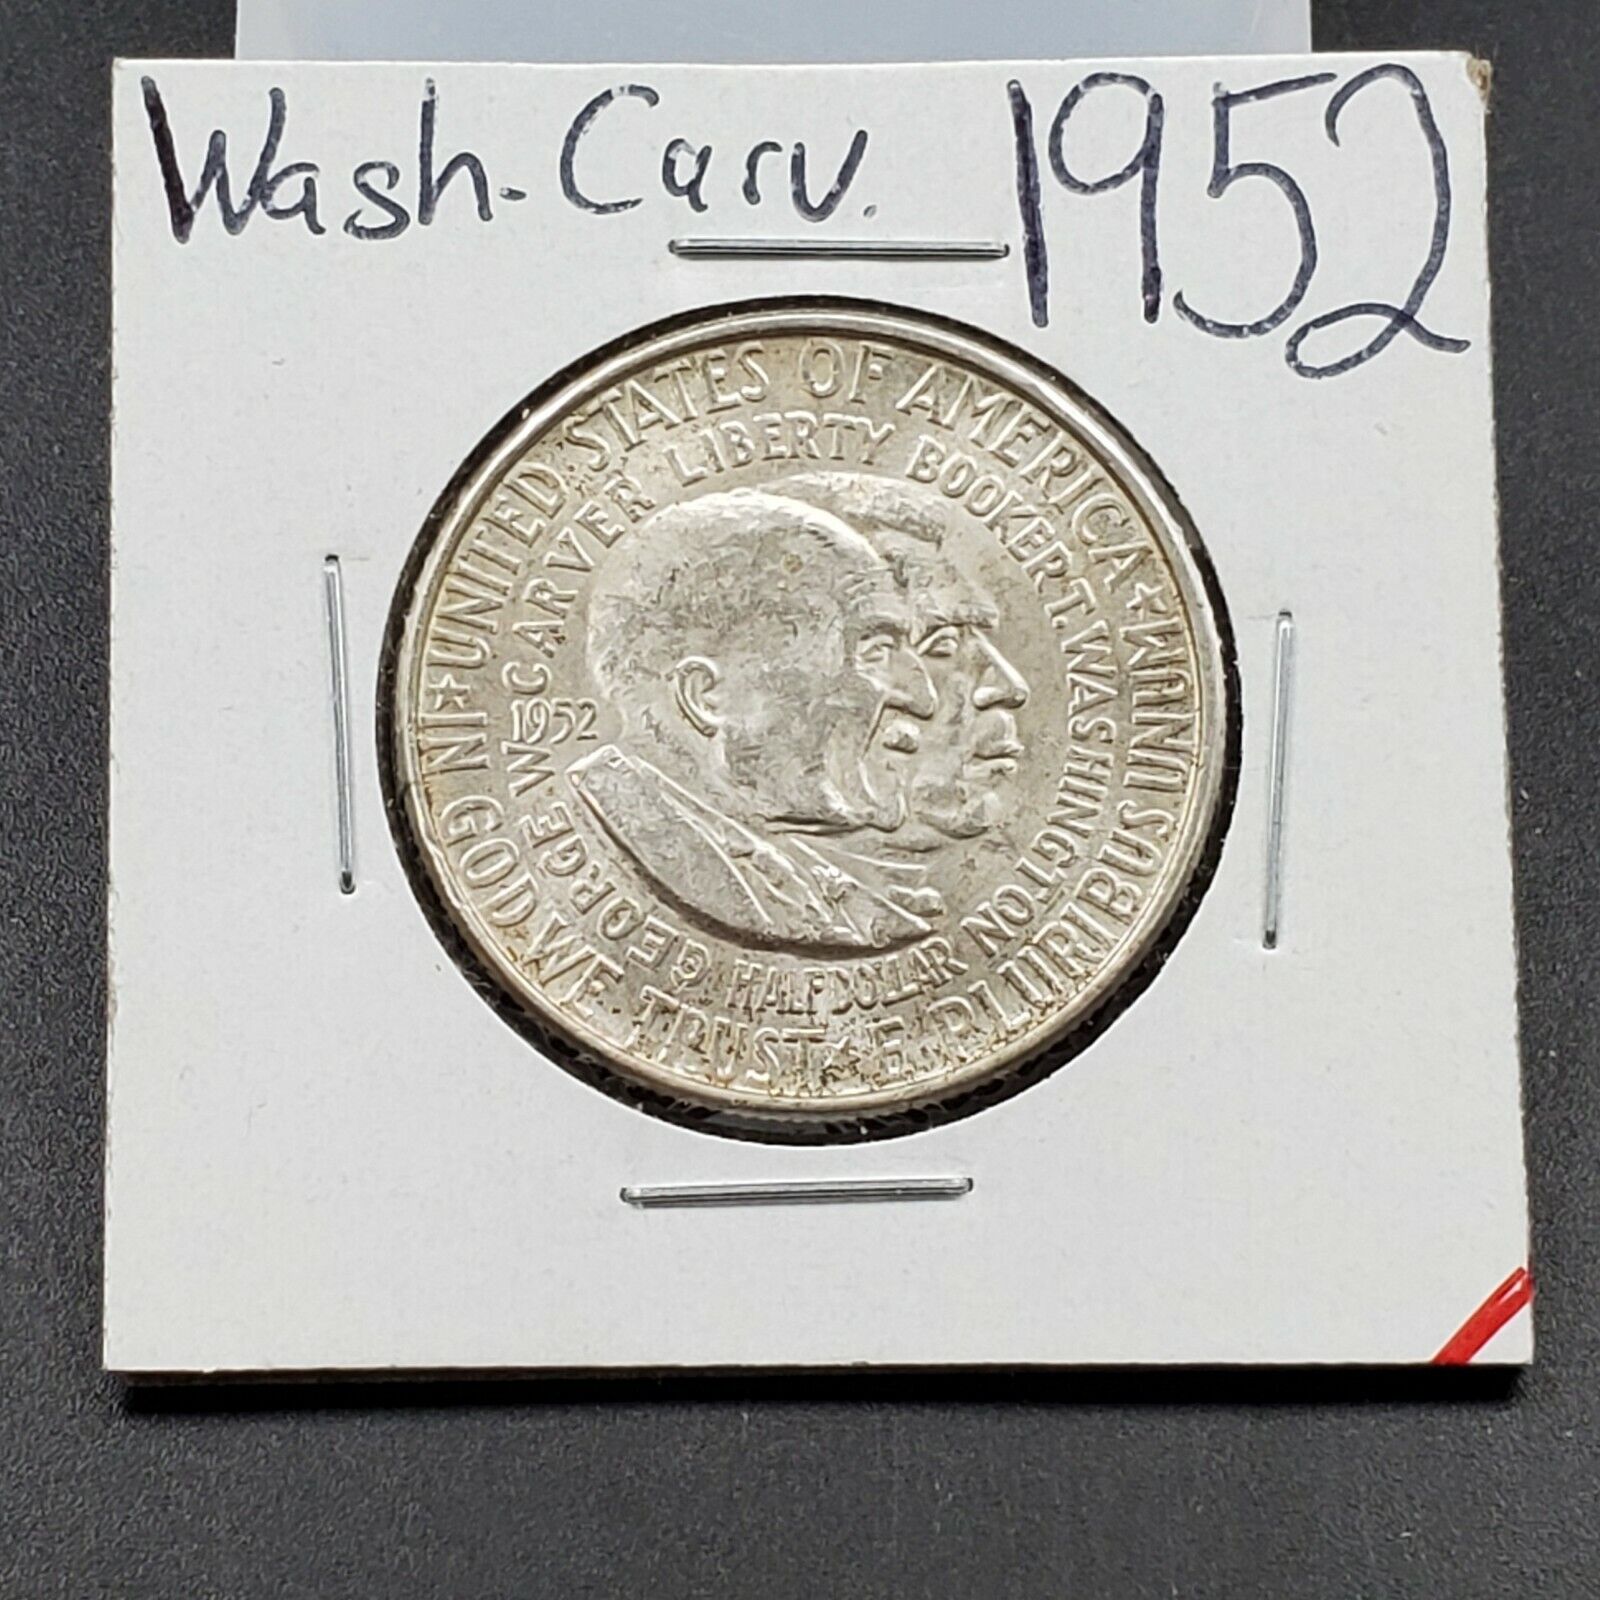 Wash-Carv. 1952
UNITED STATES OF AMERICA ★ E PLURIBUS UNUM
IN GOD WE TRUST ★
GEORGE W. CARVER LIBERTY BOOKER T. WASHINGTON
1952
HALF DOLLAR